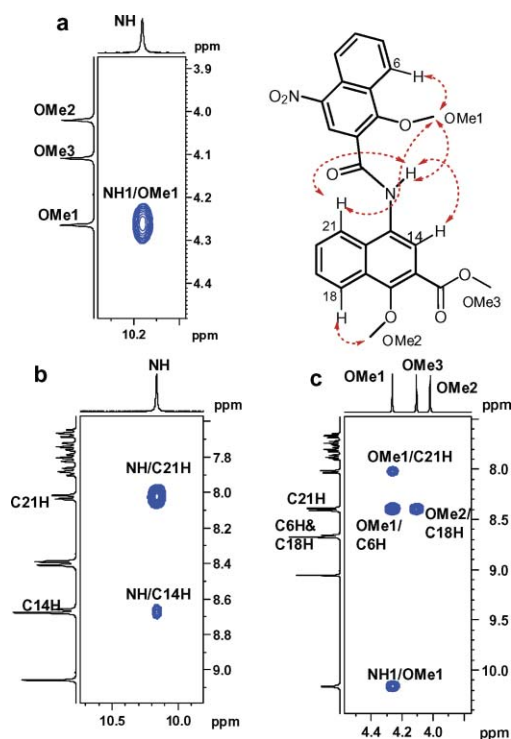 a
NH
ppm
3.9
4.0
4.1
4.2
4.3
4.4
OMe2
OMe3
OMe1
NH1/OMe1
10.2
ppm
H
6
O2N
O
OMe1
O
N
H
H
21
14
H
18
H
O
O
OMe3
O
OMe2
b
NH
ppm
7.6
7.8
8.0
8.2
8.4
8.6
8.8
9.0
C21H
C14H
NH/C21H
NH/C14H
10.5
10.0
ppm
c
OMe1
OMe3
OMe2
ppm
8.0
8.5
9.0
9.5
10.0
C21H
C6H&
C18H
OMe1/C21H
OMe1/
C6H
OMe2/
C18H
NH1/OMe1
4.4
4.2
4.0
ppm